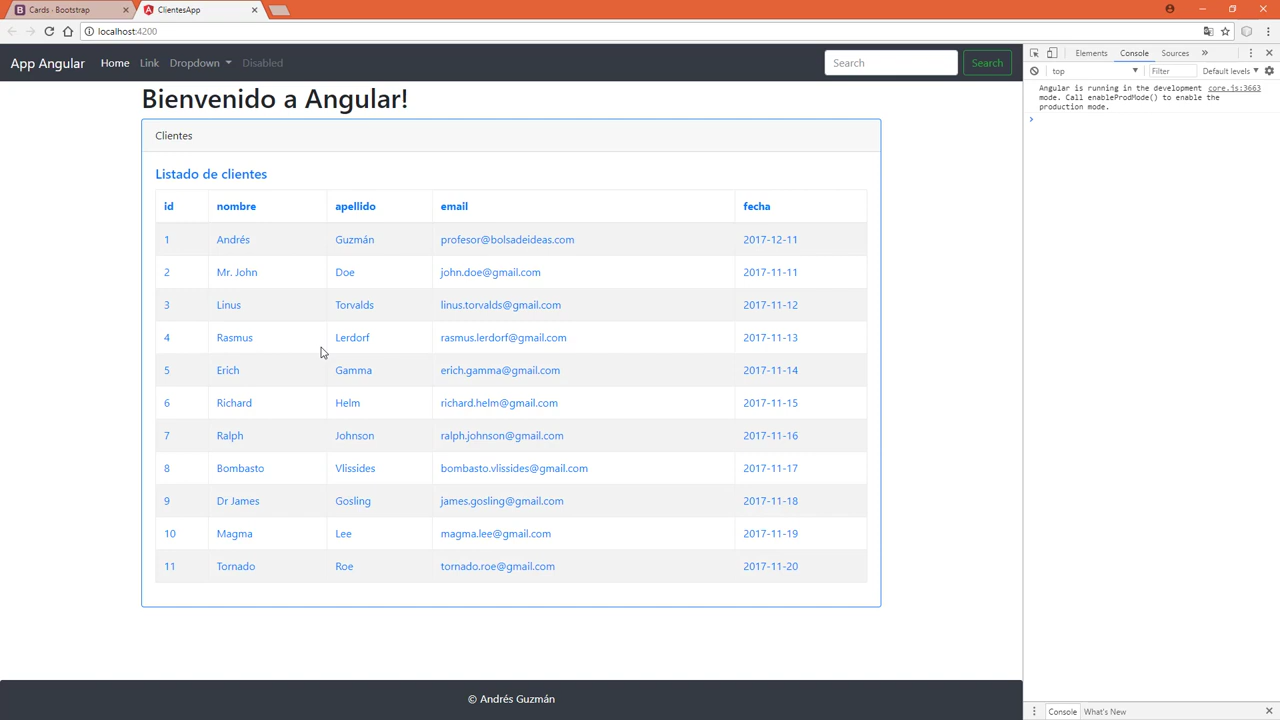 Cards · Bootstrap
ClientesApp
localhost:4200
App Angular Home Link Dropdown Disabled Search Search
Bienvenido a Angular!
Clientes
Listado de clientes
id nombre apellido email fecha
1 Andrés Guzmán profesor@bolsadeideas.com 2017-12-11
2 Mr. John Doe john.doe@gmail.com 2017-11-11
3 Linus Torvalds linus.torvalds@gmail.com 2017-11-12
4 Rasmus Lerdorf rasmus.lerdorf@gmail.com 2017-11-13
5 Erich Gamma erich.gamma@gmail.com 2017-11-14
6 Richard Helm richard.helm@gmail.com 2017-11-15
7 Ralph Johnson ralph.johnson@gmail.com 2017-11-16
8 Bombasto Vlissides bombasto.vlissides@gmail.com 2017-11-17
9 Dr James Gosling james.gosling@gmail.com 2017-11-18
10 Magma Lee magma.lee@gmail.com 2017-11-19
11 Tornado Roe tornado.roe@gmail.com 2017-11-20
© Andrés Guzmán
Elements Console Sources »
top Filter Default levels
Angular is running in the development core.js:3663
mode. Call enableProdMode() to enable the
production mode.
Console What's New